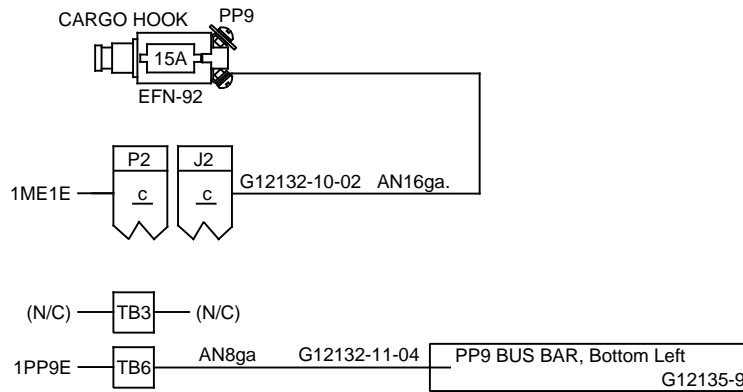 CARGO HOOK PP9
15A
EFN-92
P2 J2
1ME1E c c G12132-10-02 AN16ga.
(N/C) TB3 (N/C)
1PP9E TB6 AN8ga G12132-11-04 PP9 BUS BAR, Bottom Left
G12135-9